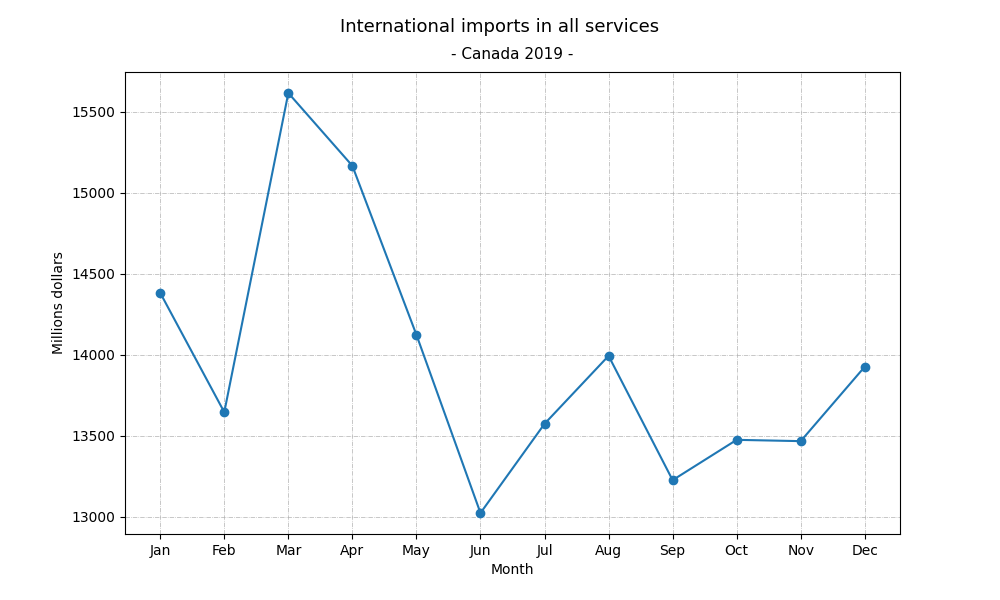 International imports in all services
- Canada 2019 -
15500
15000
14500
14000
13500
13000
Millions dollars
Jan Feb Mar Apr May Jun Jul Aug Sep Oct Nov Dec
Month